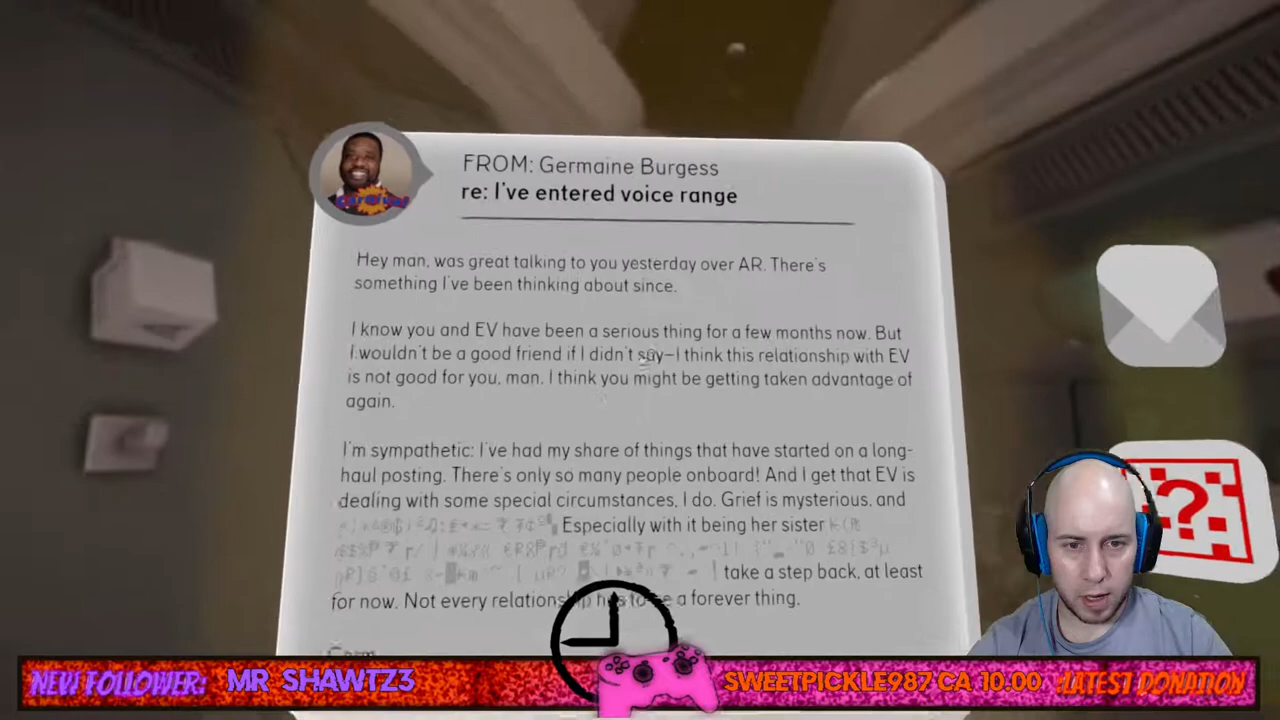 FROM: Germaine Burgess
re: I've entered voice range
Hey man, was great talking to you yesterday over AR. There's
something I've been thinking about since.
I know you and EV have been a serious thing for a few months now. But
I wouldn't be a good friend if I didn't say—I think this relationship with EV
is not good for you, man. I think you might be getting taken advantage of
again.
I'm sympathetic: I've had my share of things that have started on a long-
haul posting. There's only so many people onboard! And I get that EV is
dealing with some special circumstances, I do. Grief is mysterious, and
Especially with it being her sister
take a step back, at least
for now. Not every relationship has to be a forever thing.
?
NEW FOLLOWER: MR SHAWTZ3
SWEETPICKLE987 CA 10.00 :LATEST DONATION